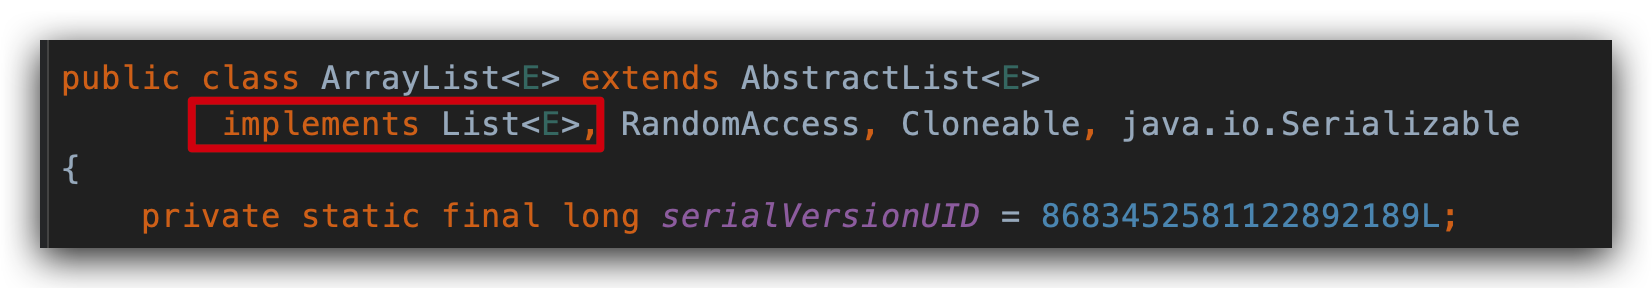 public class ArrayList<E> extends AbstractList<E>
implements List<E>, RandomAccess, Cloneable, java.io.Serializable
{
private static final long serialVersionUID = 8683452581122892189L;